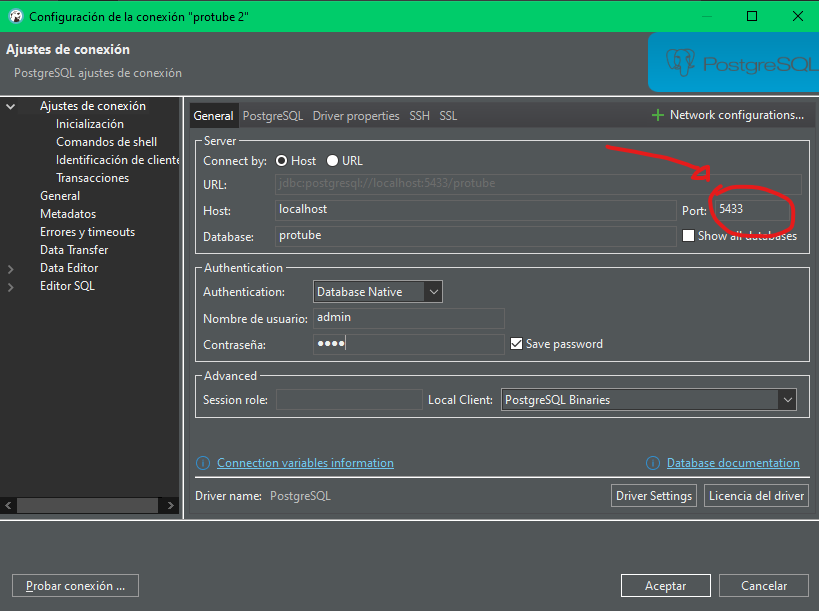 Configuración de la conexión "protube 2"
Ajustes de conexión
PostgreSQL ajustes de conexión
PostgreSQL
Ajustes de conexión
Inicialización
Comandos de shell
Identificación de cliente
Transacciones
General
Metadatos
Errores y timeouts
Data Transfer
Data Editor
Editor SQL
General PostgreSQL Driver properties SSH SSL Network configurations...
Server
Connect by: Host URL
URL: jdbc:postgresql://localhost:5433/protube
Host: localhost Port: 5433
Database: protube Show all databases
Authentication
Authentication: Database Native
Nombre de usuario: admin
Contraseña: ●●●● Save password
Advanced
Session role: Local Client: PostgreSQL Binaries
Connection variables information Database documentation
Driver name: PostgreSQL Driver Settings Licencia del driver
Probar conexión ... Aceptar Cancelar